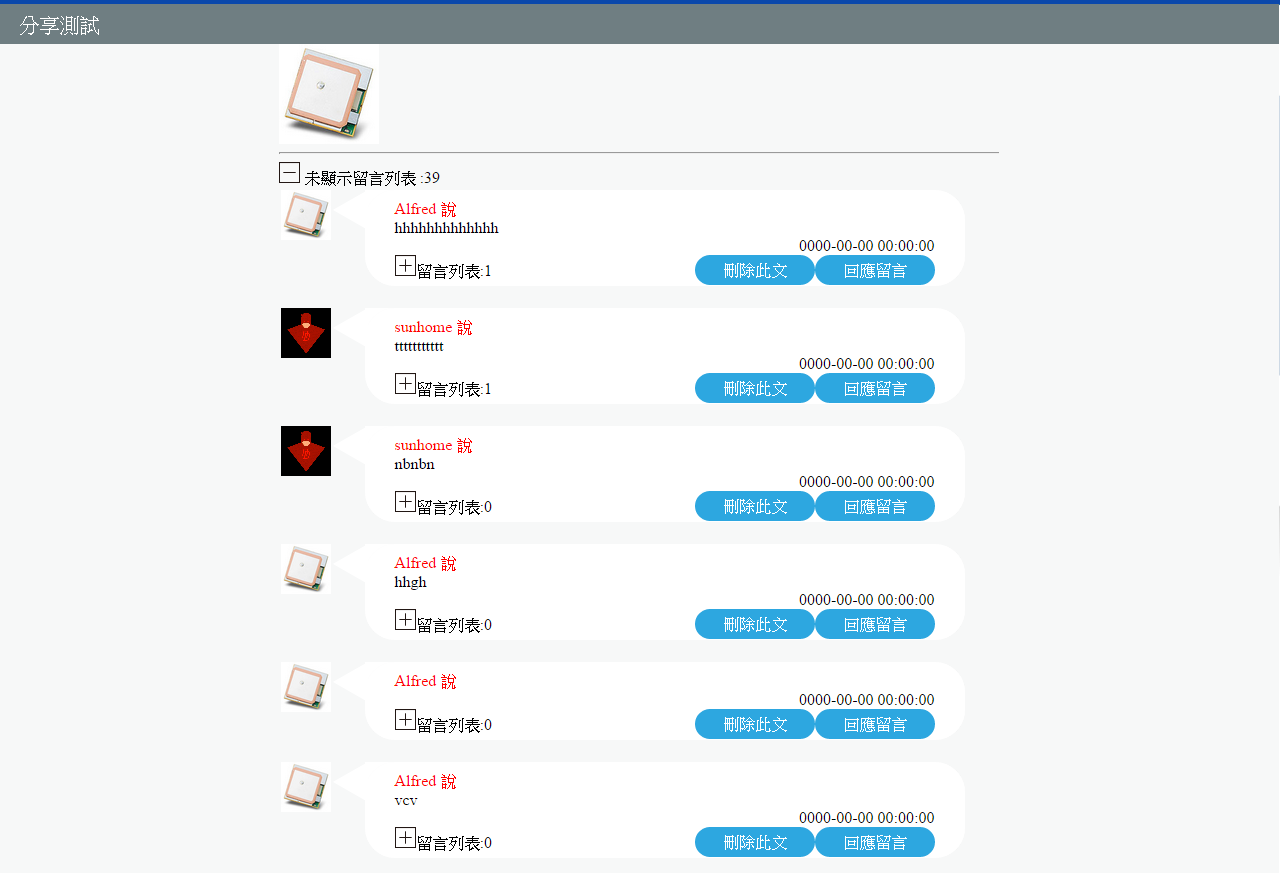 分享測試
未顯示留言列表 :39
Alfred 說
hhhhhhhhhhhhh
0000-00-00 00:00:00
留言列表:1 刪除此文 回應留言
sunhome 說
ttttttttttt
0000-00-00 00:00:00
留言列表:1 刪除此文 回應留言
sunhome 說
nbnbn
0000-00-00 00:00:00
留言列表:0 刪除此文 回應留言
Alfred 說
hhgh
0000-00-00 00:00:00
留言列表:0 刪除此文 回應留言
Alfred 說
0000-00-00 00:00:00
留言列表:0 刪除此文 回應留言
Alfred 說
vcv
0000-00-00 00:00:00
留言列表:0 刪除此文 回應留言